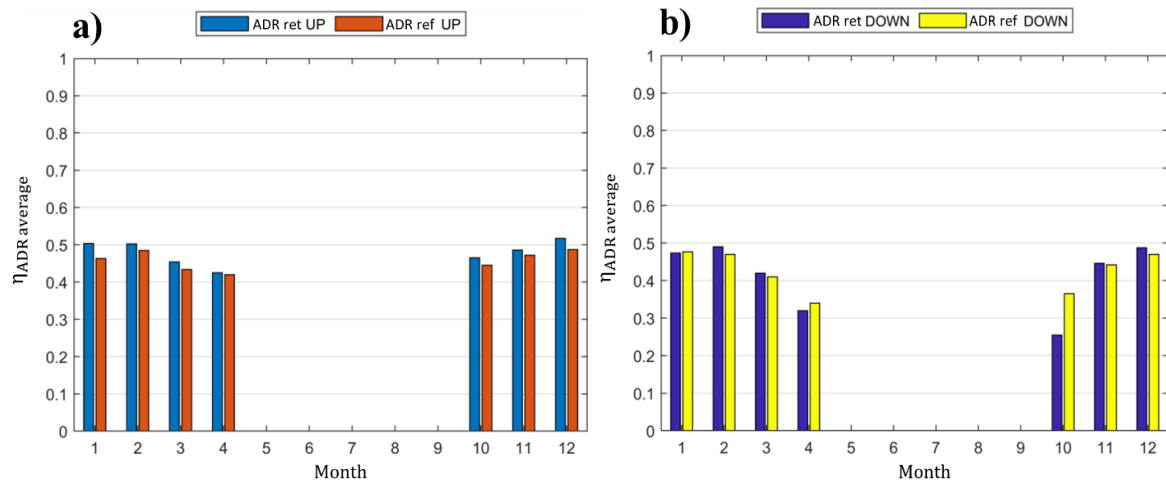 a)
ADR ret UP ADR ref UP
1
0.9
0.8
0.7
0.6
0.5
0.4
0.3
0.2
0.1
0
ηADR average
1 2 3 4 5 6 7 8 9 10 11 12
Month
b)
ADR ret DOWN ADR ref DOWN
1
0.9
0.8
0.7
0.6
0.5
0.4
0.3
0.2
0.1
0
ηADR average
1 2 3 4 5 6 7 8 9 10 11 12
Month